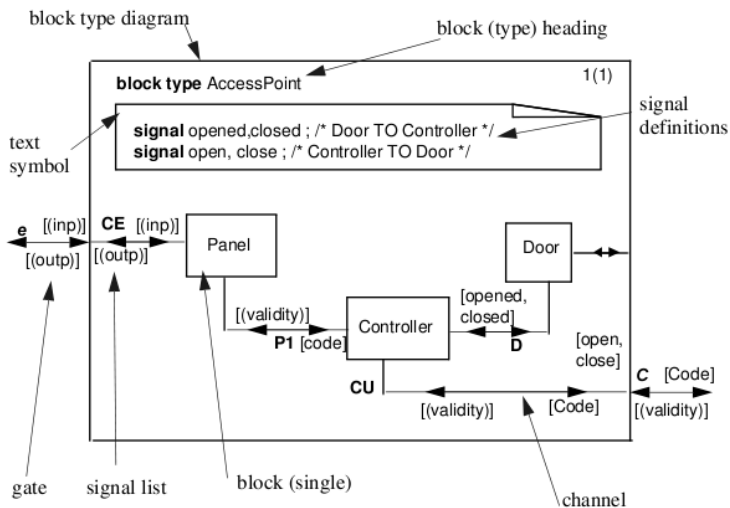 block type diagram
block (type) heading
block type AccessPoint
1(1)
signal
definitions
text
symbol
signal opened,closed ; /* Door TO Controller */
signal open, close ; /* Controller TO Door */
e
[(inp)]
CE
[(inp)]
[(outp)]
[(outp)]
Panel
Door
[(validity)]
P1 [code]
Controller
[opened,
closed]
D
[open,
close]
CU
[(validity)]
[Code]
C [Code]
[(validity)]
gate
signal list
block (single)
channel